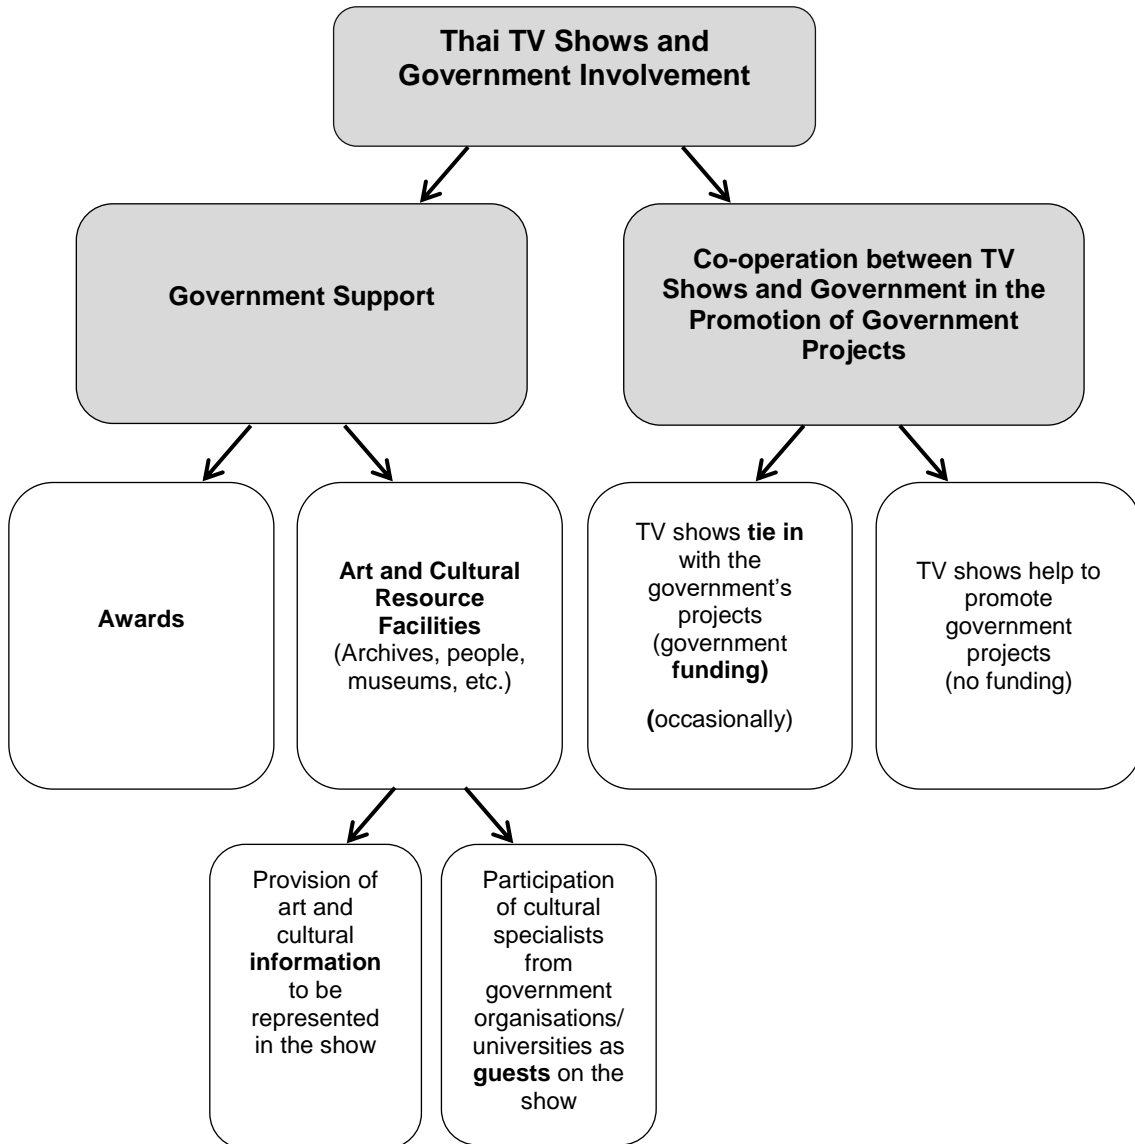 Thai TV Shows and
Government Involvement
Government Support
Co-operation between TV
Shows and Government in the
Promotion of Government
Projects
Awards
Art and Cultural
Resource
Facilities
(Archives, people,
museums, etc.)
TV shows tie in
with the
government’s
projects
(government
funding)
(occasionally)
TV shows help to
promote
government
projects
(no funding)
Provision of
art and
cultural
information
to be
represented
in the show
Participation
of cultural
specialists
from
government
organisations/
universities as
guests on the
show